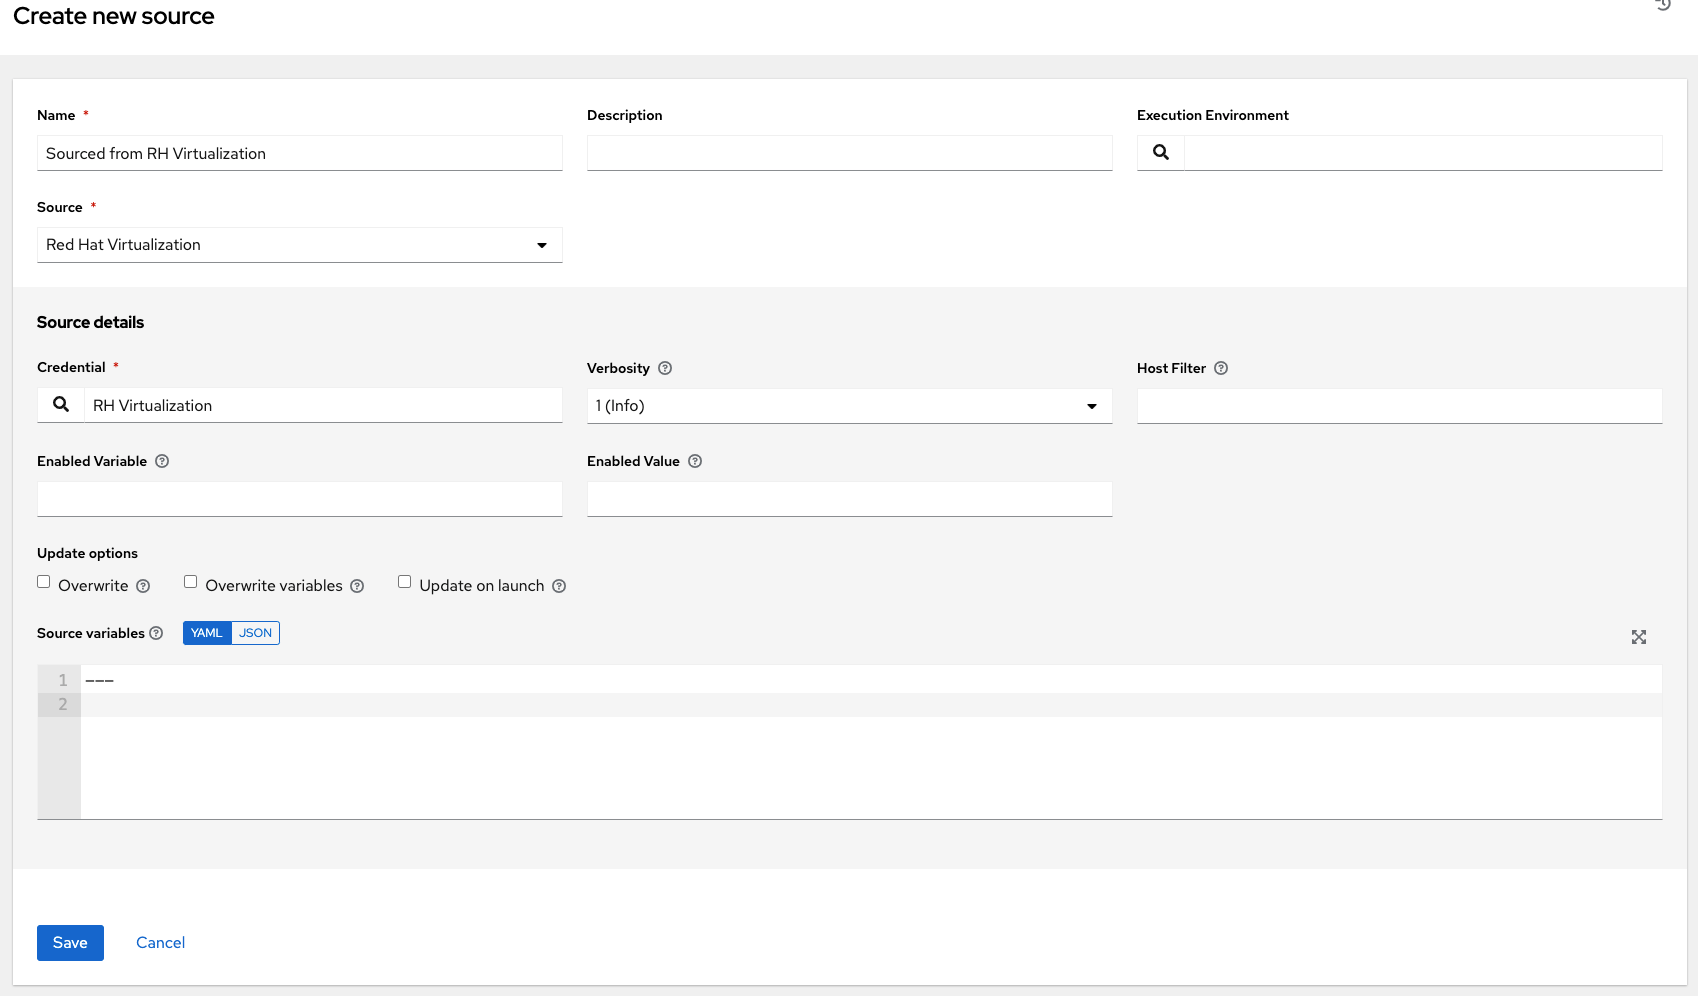 Create new source
Name *
Description
Execution Environment
Sourced from RH Virtualization
Source *
Red Hat Virtualization
Source details
Credential *
Verbosity
Host Filter
RH Virtualization
1 (Info)
Enabled Variable
Enabled Value
Update options
Overwrite
Overwrite variables
Update on launch
Source variables
YAML
JSON
1 ---
2
Save
Cancel